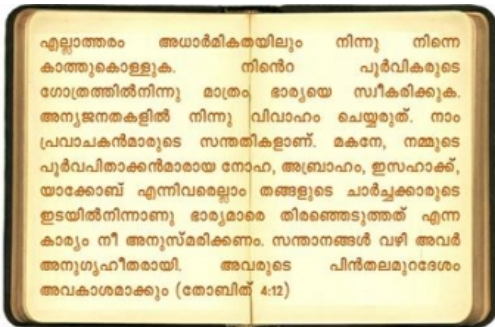 എല്ലാത്തരം അധാർമികതയിലും നിന്നു നിന്നെ
കാത്തുകൊള്ളുക. നിൻെറ പൂർവികരുടെ
ഗോത്രത്തിൽനിന്നു മാത്രം ഭാര്യയെ സ്വീകരിക്കുക.
അന്യജനതകളിൽ നിന്നു വിവാഹം ചെയ്യരുത്. നാം
പ്രവാചകൻമാരുടെ സന്തതികളാണ്. മകനേ, നമ്മുടെ
പൂർവപിതാക്കൻമാരായ നോഹ, അബ്രാഹം, ഇസഹാക്ക്,
യാക്കോബ് എന്നിവരെല്ലാം തങ്ങളുടെ ചാർച്ചക്കാരുടെ
ഇടയിൽനിന്നാണു ഭാര്യമാരെ തിരഞ്ഞെടുത്തത് എന്ന
കാര്യം നീ അനുസ്മരിക്കണം. സന്താനങ്ങൾ വഴി അവർ
അനുഗൃഹീതരായി. അവരുടെ പിൻതലമുറദേശം
അവകാശമാക്കും (തോബിത് 4:12)